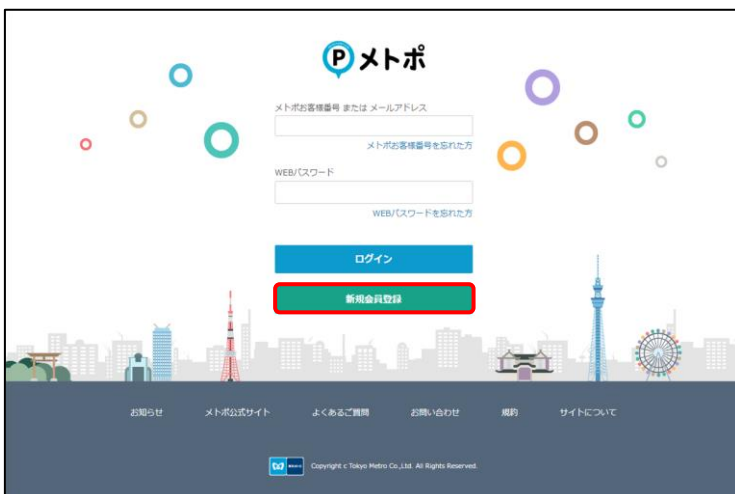 P メトポ
メトポお客様番号 または メールアドレス
メトポお客様番号を忘れた方
WEBパスワード
WEBパスワードを忘れた方
ログイン
新規会員登録
お知らせ メトポ公式サイト よくあるご質問 お問い合わせ 規約 サイトについて
Copyright c Tokyo Metro Co.,Ltd. All Rights Reserved.